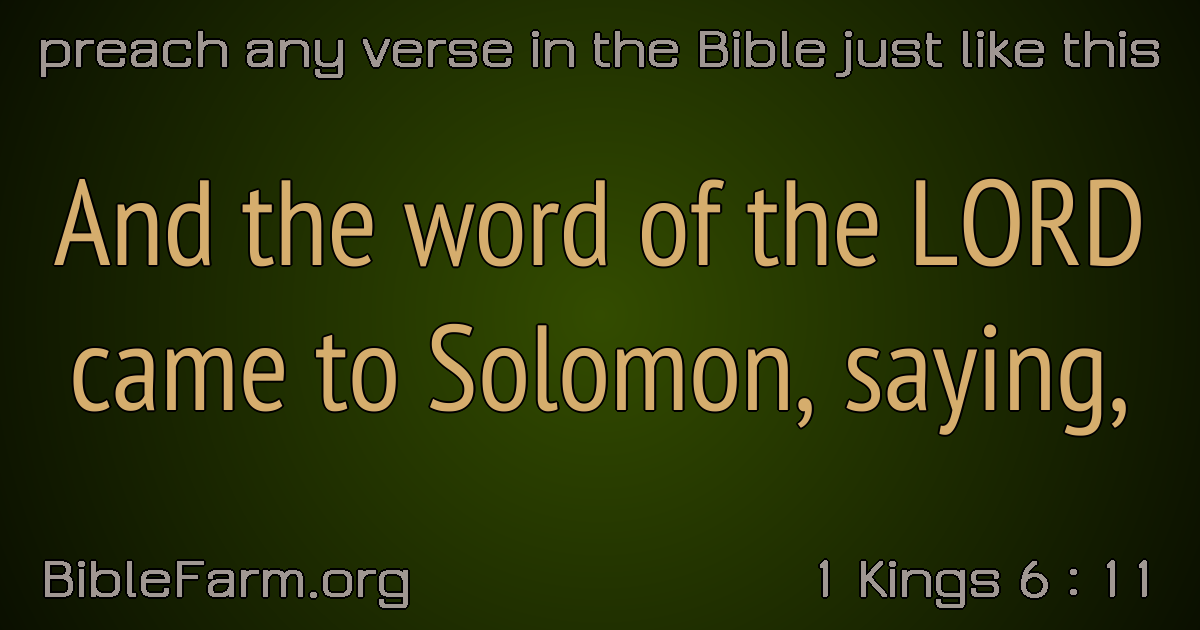 preach any verse in the Bible just like this
And the word of the LORD
came to Solomon, saying,
BibleFarm.org
1 Kings 6 : 11